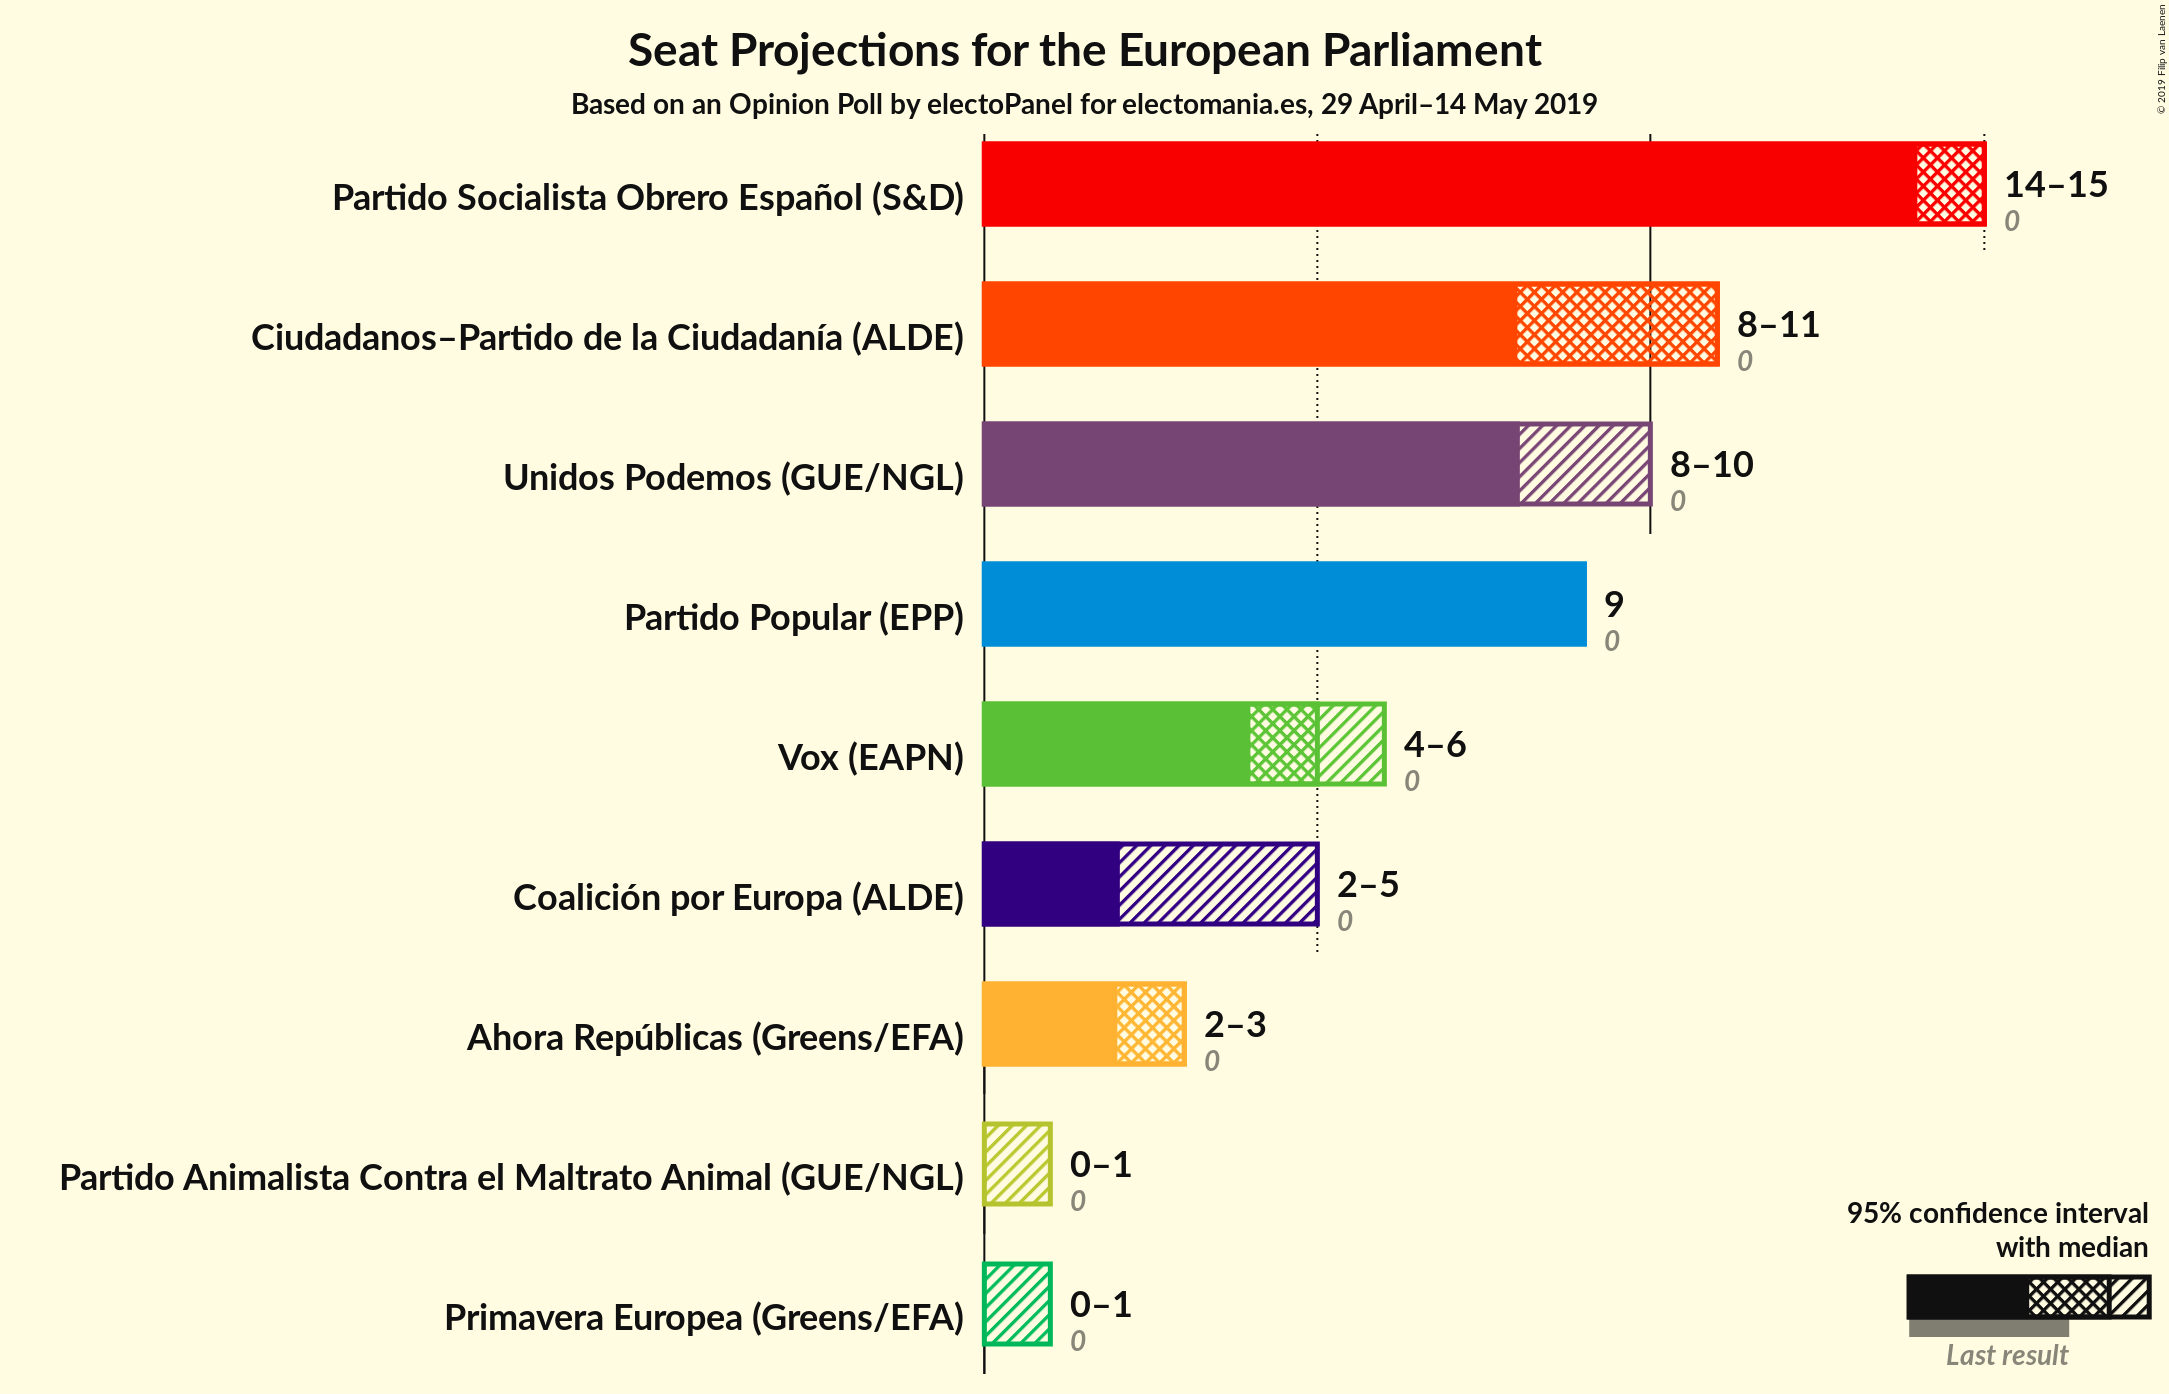 Seat Projections for the European Parliament
Based on an Opinion Poll by electoPanel for electomania.es, 29 April–14 May 2019
© 2019 Filip van Laenen
Partido Socialista Obrero Español (S&D)
14–15
0
Ciudadanos–Partido de la Ciudadanía (ALDE)
8–11
0
Unidos Podemos (GUE/NGL)
8–10
0
Partido Popular (EPP)
9
0
Vox (EAPN)
4–6
0
Coalición por Europa (ALDE)
2–5
0
Ahora Repúblicas (Greens/EFA)
2–3
0
Partido Animalista Contra el Maltrato Animal (GUE/NGL)
0–1
0
Primavera Europea (Greens/EFA)
0–1
0
95% confidence interval
with median
Last result